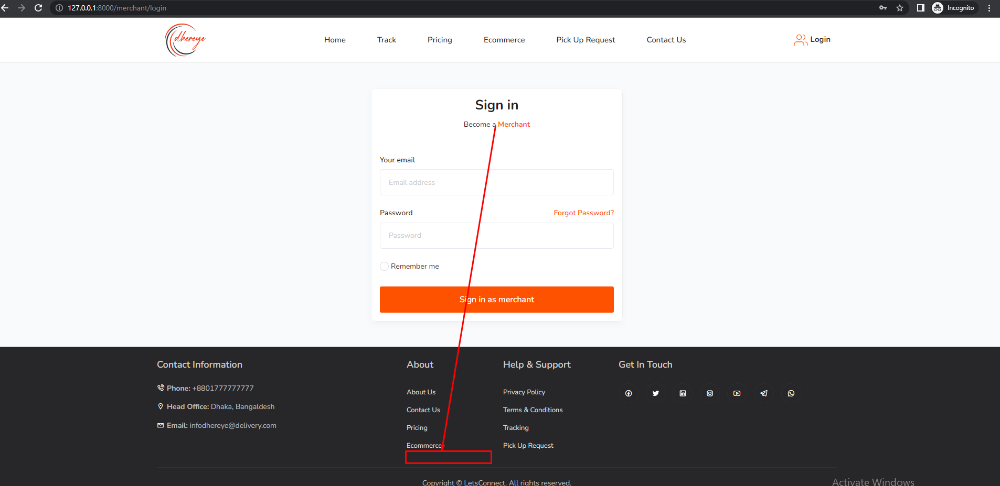 127.0.0.1:8000/merchant/login
Incognito
dhereye
Home
Track
Pricing
Ecommerce
Pick Up Request
Contact Us
Login
Sign in
Become a Merchant
Your email
Email address
Password
Forgot Password?
Password
Remember me
Sign in as merchant
Contact Information
Phone: +8801777777777
Head Office: Dhaka, Bangaldesh
Email: infodhereye@delivery.com
About
About Us
Contact Us
Pricing
Ecommerce
Help & Support
Privacy Policy
Terms & Conditions
Tracking
Pick Up Request
Get In Touch
Copyright © LetsConnect. All rights reserved.
Activate Windows